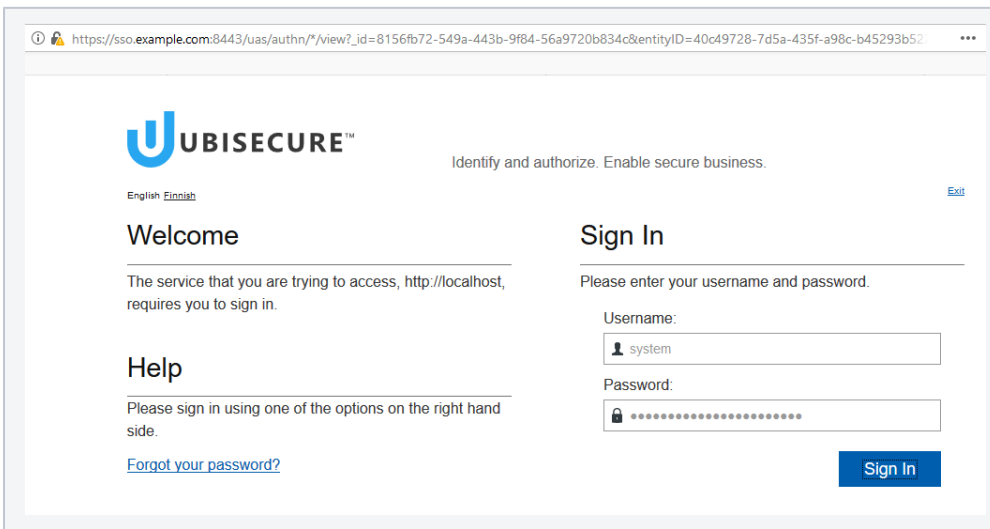 https://sso.example.com:8443/uas/authn/*/view?_id=8156fb72-549a-443b-9f84-56a9720b834c&entityID=40c49728-7d5a-435f-a98c-b45293b52
UBISECURE™
Identify and authorize. Enable secure business.
English Finnish
Exit
Welcome
The service that you are trying to access, http://localhost,
requires you to sign in.
Help
Please sign in using one of the options on the right hand
side.
Forgot your password?
Sign In
Please enter your username and password.
Username:
system
Password:
Sign In